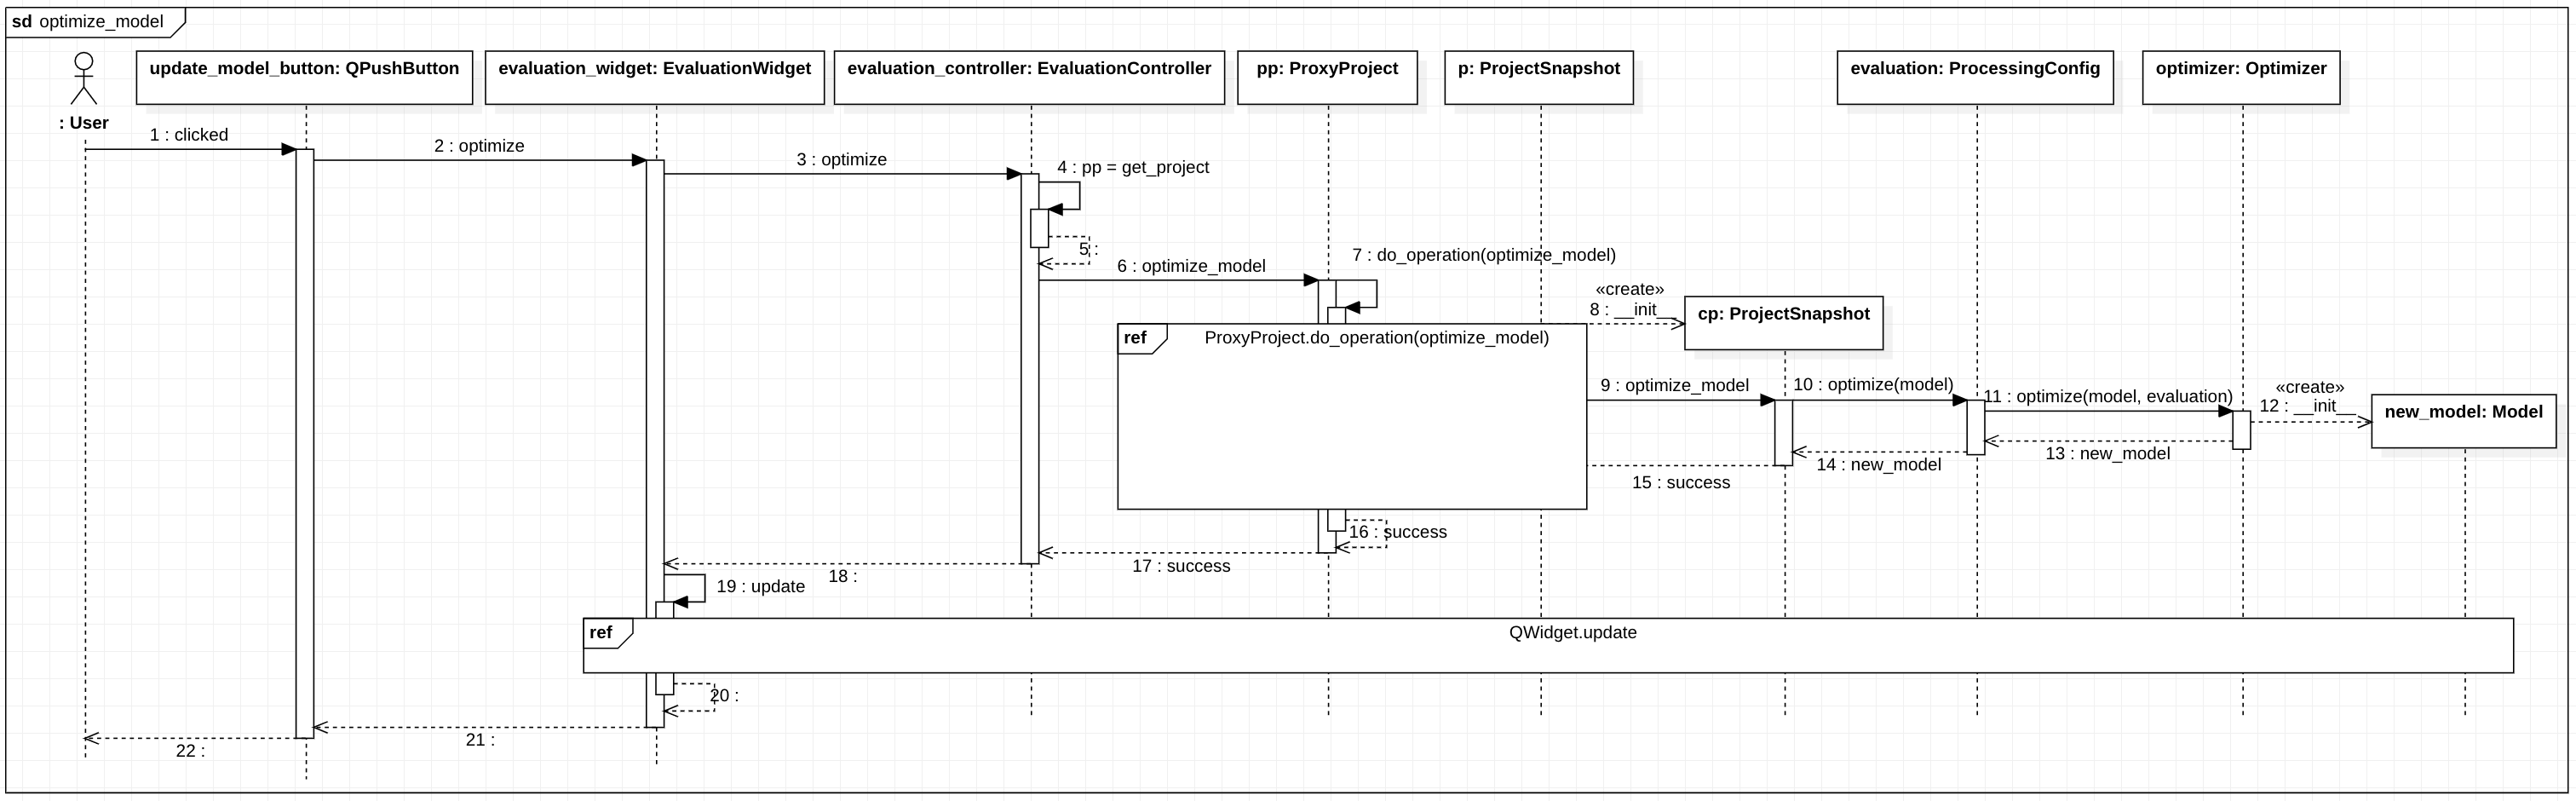 sd optimize_model
: User
update_model_button: QPushButton
evaluation_widget: EvaluationWidget
evaluation_controller: EvaluationController
pp: ProxyProject
p: ProjectSnapshot
evaluation: ProcessingConfig
optimizer: Optimizer
1 : clicked
2 : optimize
3 : optimize
4 : pp = get_project
5 :
6 : optimize_model
7 : do_operation(optimize_model)
«create»
8 : __init__
cp: ProjectSnapshot
ref ProxyProject.do_operation(optimize_model)
9 : optimize_model
10 : optimize(model)
11 : optimize(model, evaluation)
«create»
12 : __init__
new_model: Model
13 : new_model
14 : new_model
15 : success
16 : success
17 : success
18 :
19 : update
ref QWidget.update
20 :
21 :
22 :